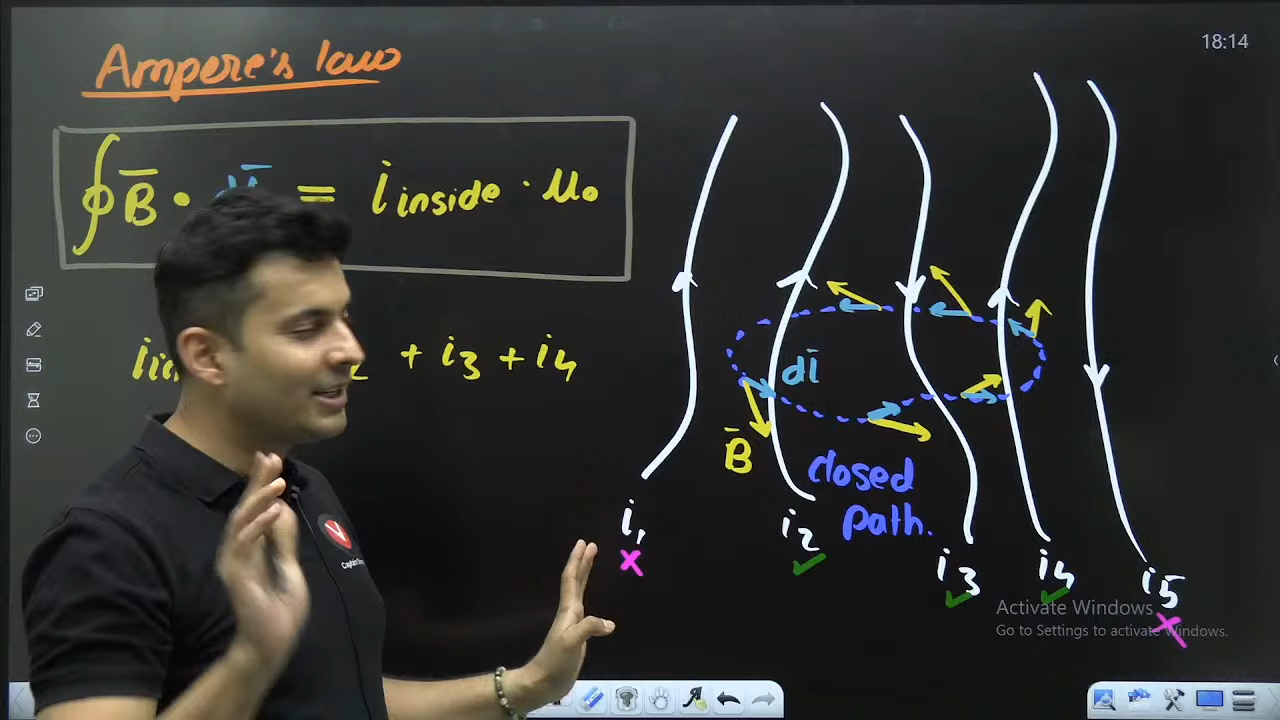 18:14
Ampere's law
∮ B̄ · dl̄ = i inside · μ₀
+ i3 + i4
dl̄
B̄
closed
path.
i1
i2
i3
i4
i5
Activate Windows
Go to Settings to activate Windows.